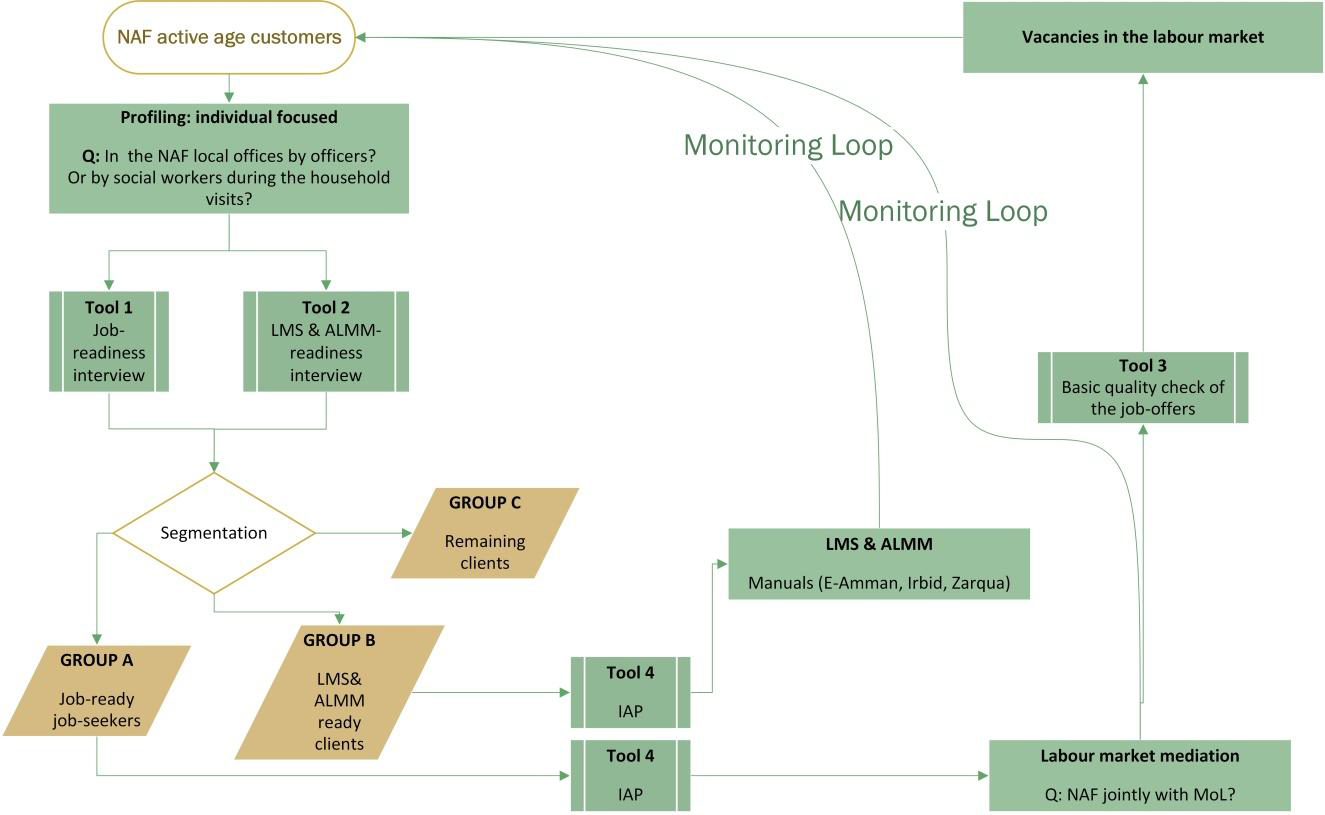 NAF active age customers
Vacancies in the labour market
Profiling: individual focused
Q: In the NAF local offices by officers?
Or by social workers during the household
visits?
Monitoring Loop
Monitoring Loop
Tool 1
Job-
readiness
interview
Tool 2
LMS & ALMM-
readiness
interview
Tool 3
Basic quality check of
the job-offers
Segmentation
GROUP C
Remaining
clients
LMS & ALMM
Manuals (E-Amman, Irbid, Zarqua)
GROUP A
Job-ready
job-seekers
GROUP B
LMS&
ALMM
ready
clients
Tool 4
IAP
Tool 4
IAP
Labour market mediation
Q: NAF jointly with MoL?